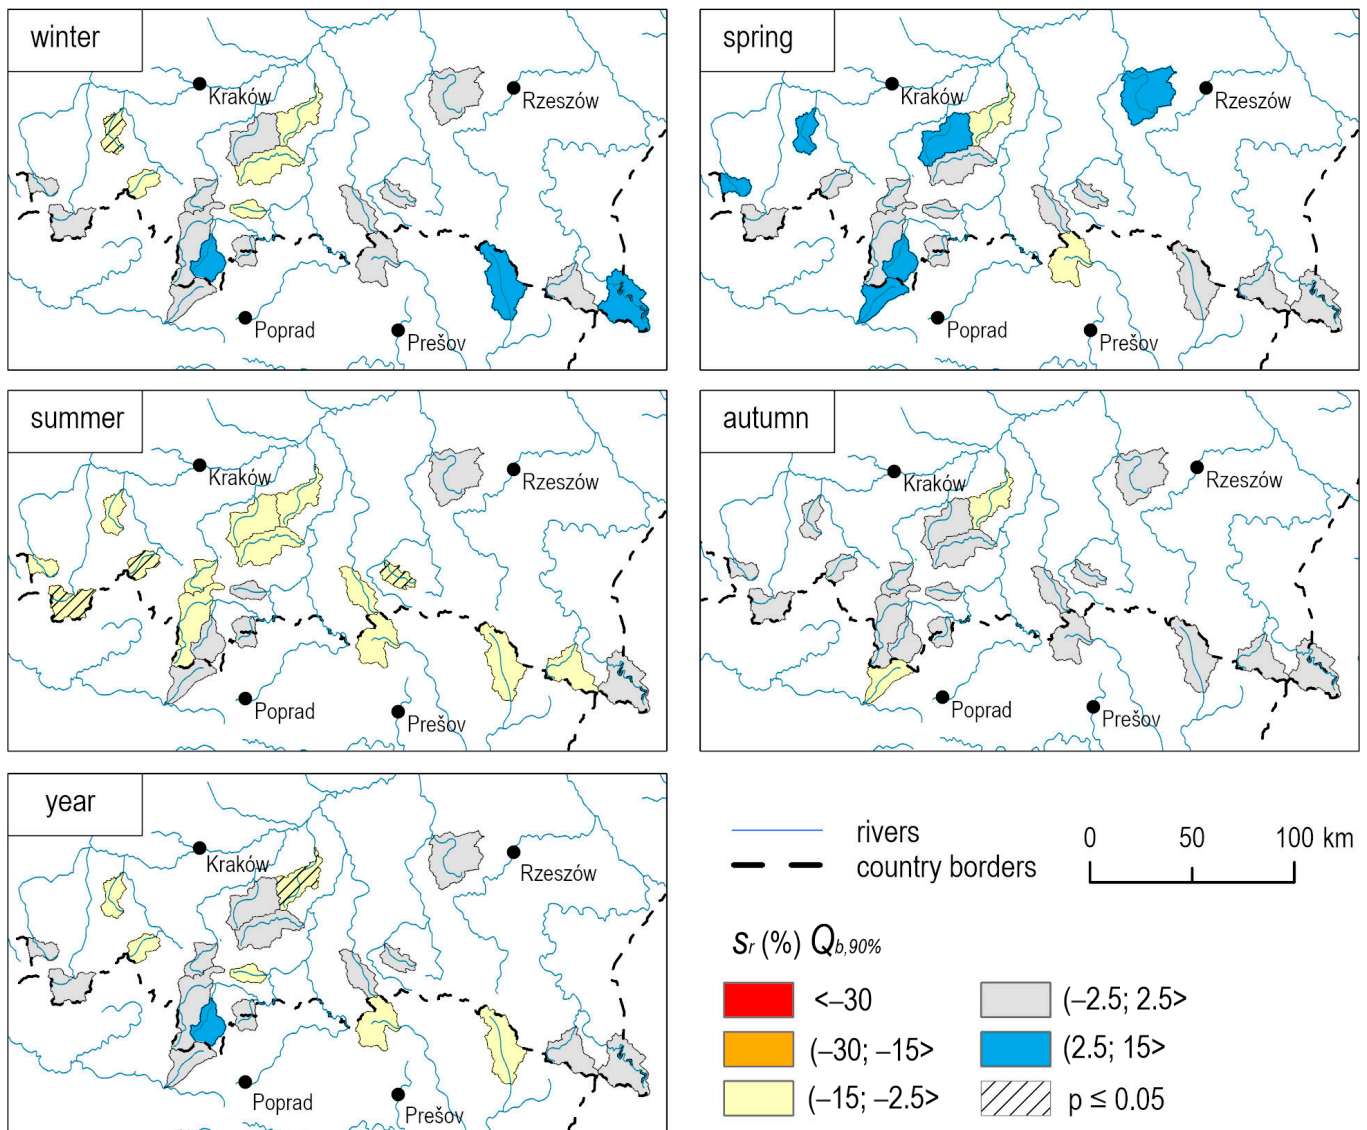 winter
Kraków
Rzeszów
Poprad
Prešov
spring
Kraków
Rzeszów
Poprad
Prešov
summer
Kraków
Rzeszów
Poprad
Prešov
autumn
Kraków
Rzeszów
Poprad
Prešov
year
Kraków
Rzeszów
Poprad
Prešov
rivers
country borders
0 50 100 km
Sr (%) Qb,90%
<–30
(–30; –15>
(–15; –2.5>
(–2.5; 2.5>
(2.5; 15>
p ≤ 0.05